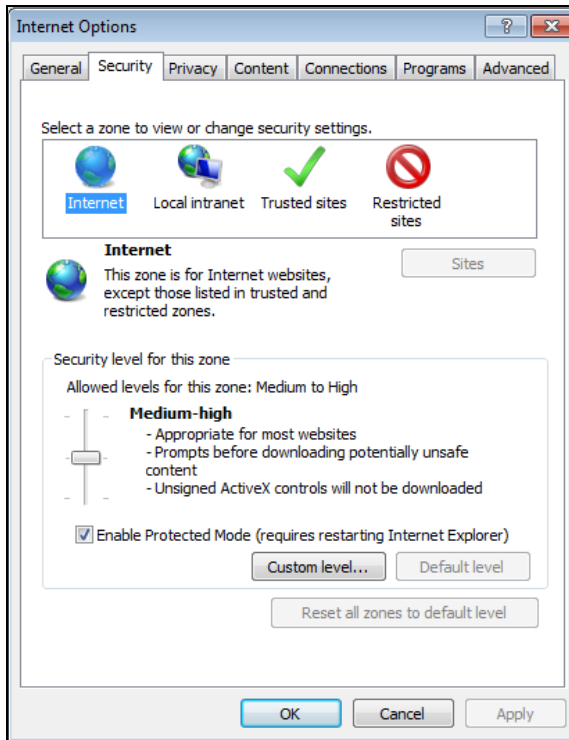 Internet Options
General Security Privacy Content Connections Programs Advanced
Select a zone to view or change security settings.
Internet Local intranet Trusted sites Restricted
sites
Internet
Sites
This zone is for Internet websites,
except those listed in trusted and
restricted zones.
Security level for this zone
Allowed levels for this zone: Medium to High
Medium-high
- Appropriate for most websites
- Prompts before downloading potentially unsafe
content
- Unsigned ActiveX controls will not be downloaded
Enable Protected Mode (requires restarting Internet Explorer)
Custom level... Default level
Reset all zones to default level
OK Cancel Apply